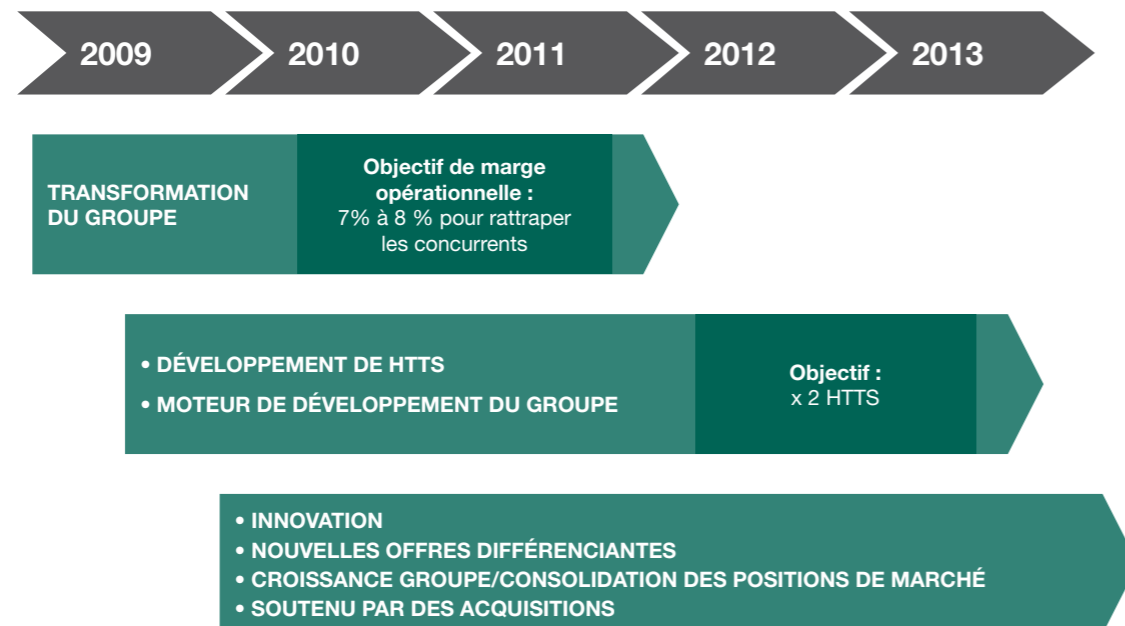 2009 2010 2011 2012 2013
TRANSFORMATION
DU GROUPE
Objectif de marge
opérationnelle :
7% à 8 % pour rattraper
les concurrents
• DÉVELOPPEMENT DE HTTS
• MOTEUR DE DÉVELOPPEMENT DU GROUPE
Objectif :
x 2 HTTS
• INNOVATION
• NOUVELLES OFFRES DIFFÉRENCIANTES
• CROISSANCE GROUPE/CONSOLIDATION DES POSITIONS DE MARCHÉ
• SOUTENU PAR DES ACQUISITIONS